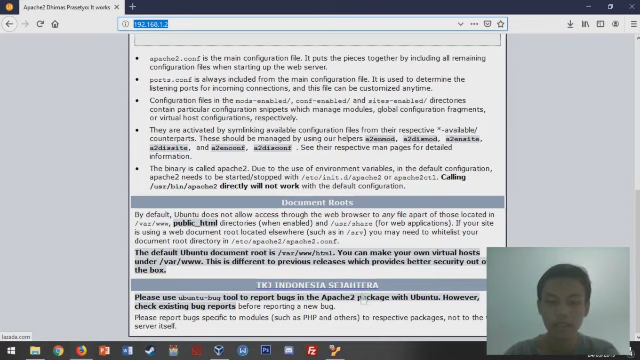 Apache2 Dhimas Prasetyo: It works
192.168.1.2
apache2.conf is the main configuration file. It puts the pieces together by including all remaining
configuration files when starting up the web server.
ports.conf is always included from the main configuration file. It is used to determine the
listening ports for incoming connections, and this file can be customized anytime.
Configuration files in the mods-enabled/, conf-enabled/ and sites-enabled/ directories
contain particular configuration snippets which manage modules, global configuration fragments,
or virtual host configurations, respectively.
They are activated by symlinking available configuration files from their respective *-available/
counterparts. These should be managed by using our helpers a2enmod, a2dismod, a2ensite,
a2dissite, and a2enconf, a2disconf . See their respective man pages for detailed
information.
The binary is called apache2. Due to the use of environment variables, in the default configuration,
apache2 needs to be started/stopped with /etc/init.d/apache2 or apache2ctl. Calling
/usr/bin/apache2 directly will not work with the default configuration.
Document Roots
By default, Ubuntu does not allow access through the web browser to any file apart of those located in
/var/www, public_html directories (when enabled) and /usr/share (for web applications). If your site
is using a web document root located elsewhere (such as in /srv) you may need to whitelist your
document root directory in /etc/apache2/apache2.conf.
The default Ubuntu document root is /var/www/html. You can make your own virtual hosts
under /var/www. This is different to previous releases which provides better security out of
the box.
TKJ INDONESIA SEJAHTERA
Please use ubuntu-bug tool to report bugs in the Apache2 package with Ubuntu. However,
check existing bug reports before reporting a new bug.
Please report bugs specific to modules (such as PHP and others) to respective packages, not to the
server itself.
lazada.com